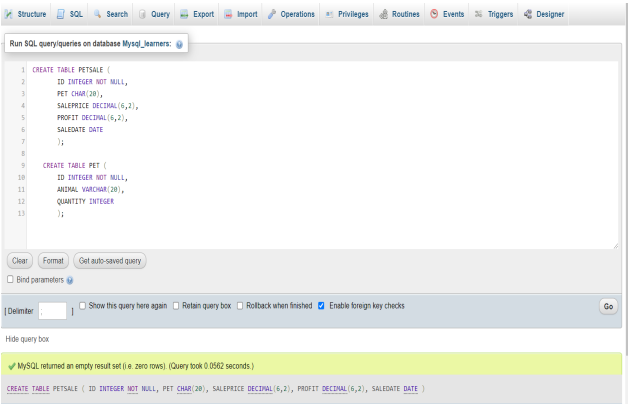 Structure SQL Search Query Export Import Operations Privileges Routines Events Triggers Designer
Run SQL query/queries on database Mysql_learners:
1 CREATE TABLE PETSALE (
2 ID INTEGER NOT NULL,
3 PET CHAR(20),
4 SALEPRICE DECIMAL(6,2),
5 PROFIT DECIMAL(6,2),
6 SALEDATE DATE
7 );
8
9 CREATE TABLE PET (
10 ID INTEGER NOT NULL,
11 ANIMAL VARCHAR(20),
12 QUANTITY INTEGER
13 );
Clear Format Get auto-saved query
Bind parameters
[ Delimiter ; ] Show this query here again Retain query box Rollback when finished Enable foreign key checks Go
Hide query box
MySQL returned an empty result set (i.e. zero rows). (Query took 0.0562 seconds.)
CREATE TABLE PETSALE ( ID INTEGER NOT NULL, PET CHAR(20), SALEPRICE DECIMAL(6,2), PROFIT DECIMAL(6,2), SALEDATE DATE )